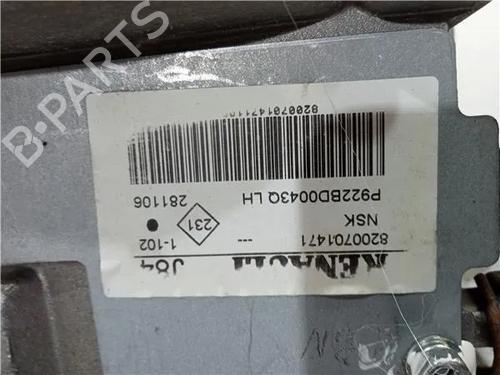 RENAULT J84
8200701471 --- 1-102
NSK 231
P922BD0043Q LH 281106
B-PARTS